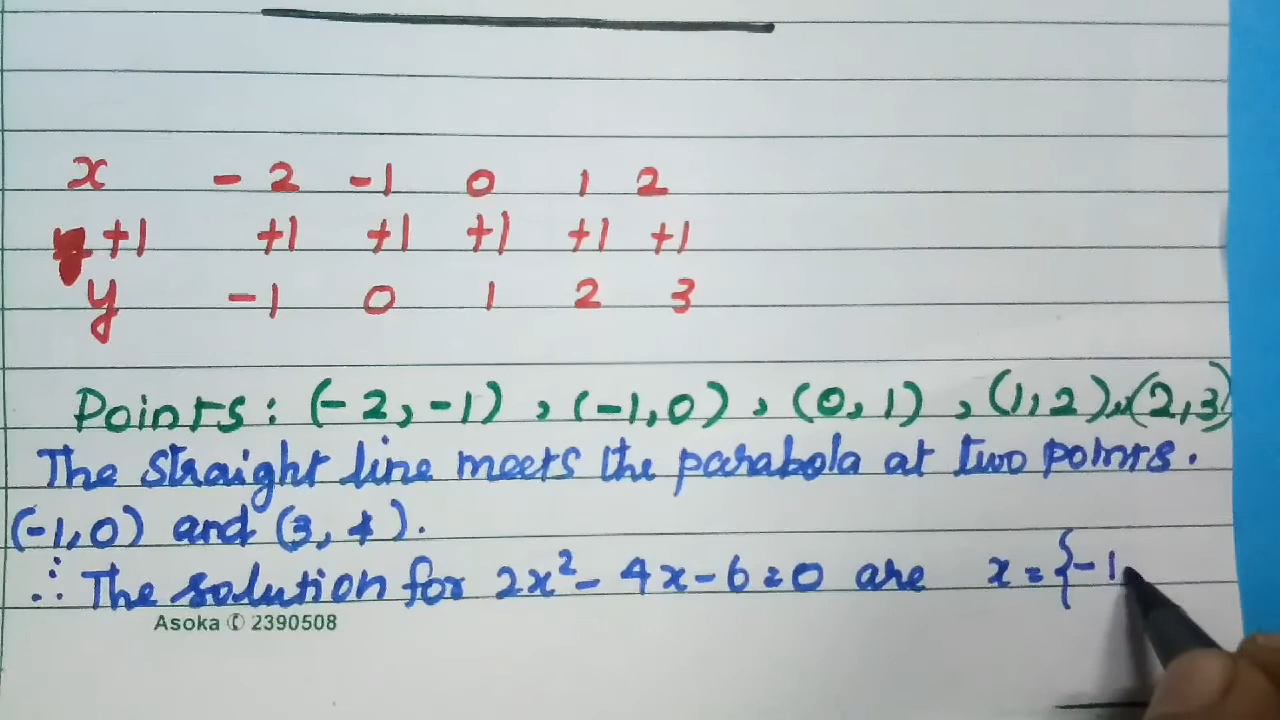 x -2 -1 0 1 2
+1 +1 +1 +1 +1 +1
y -1 0 1 2 3
Points: (-2,-1), (-1,0), (0,1), (1,2), (2,3)
The straight line meets the parabola at two points.
(-1,0) and (3,4).
∴ The solution for 2x² - 4x - 6 = 0 are x = {-1
Asoka ✆ 2390508